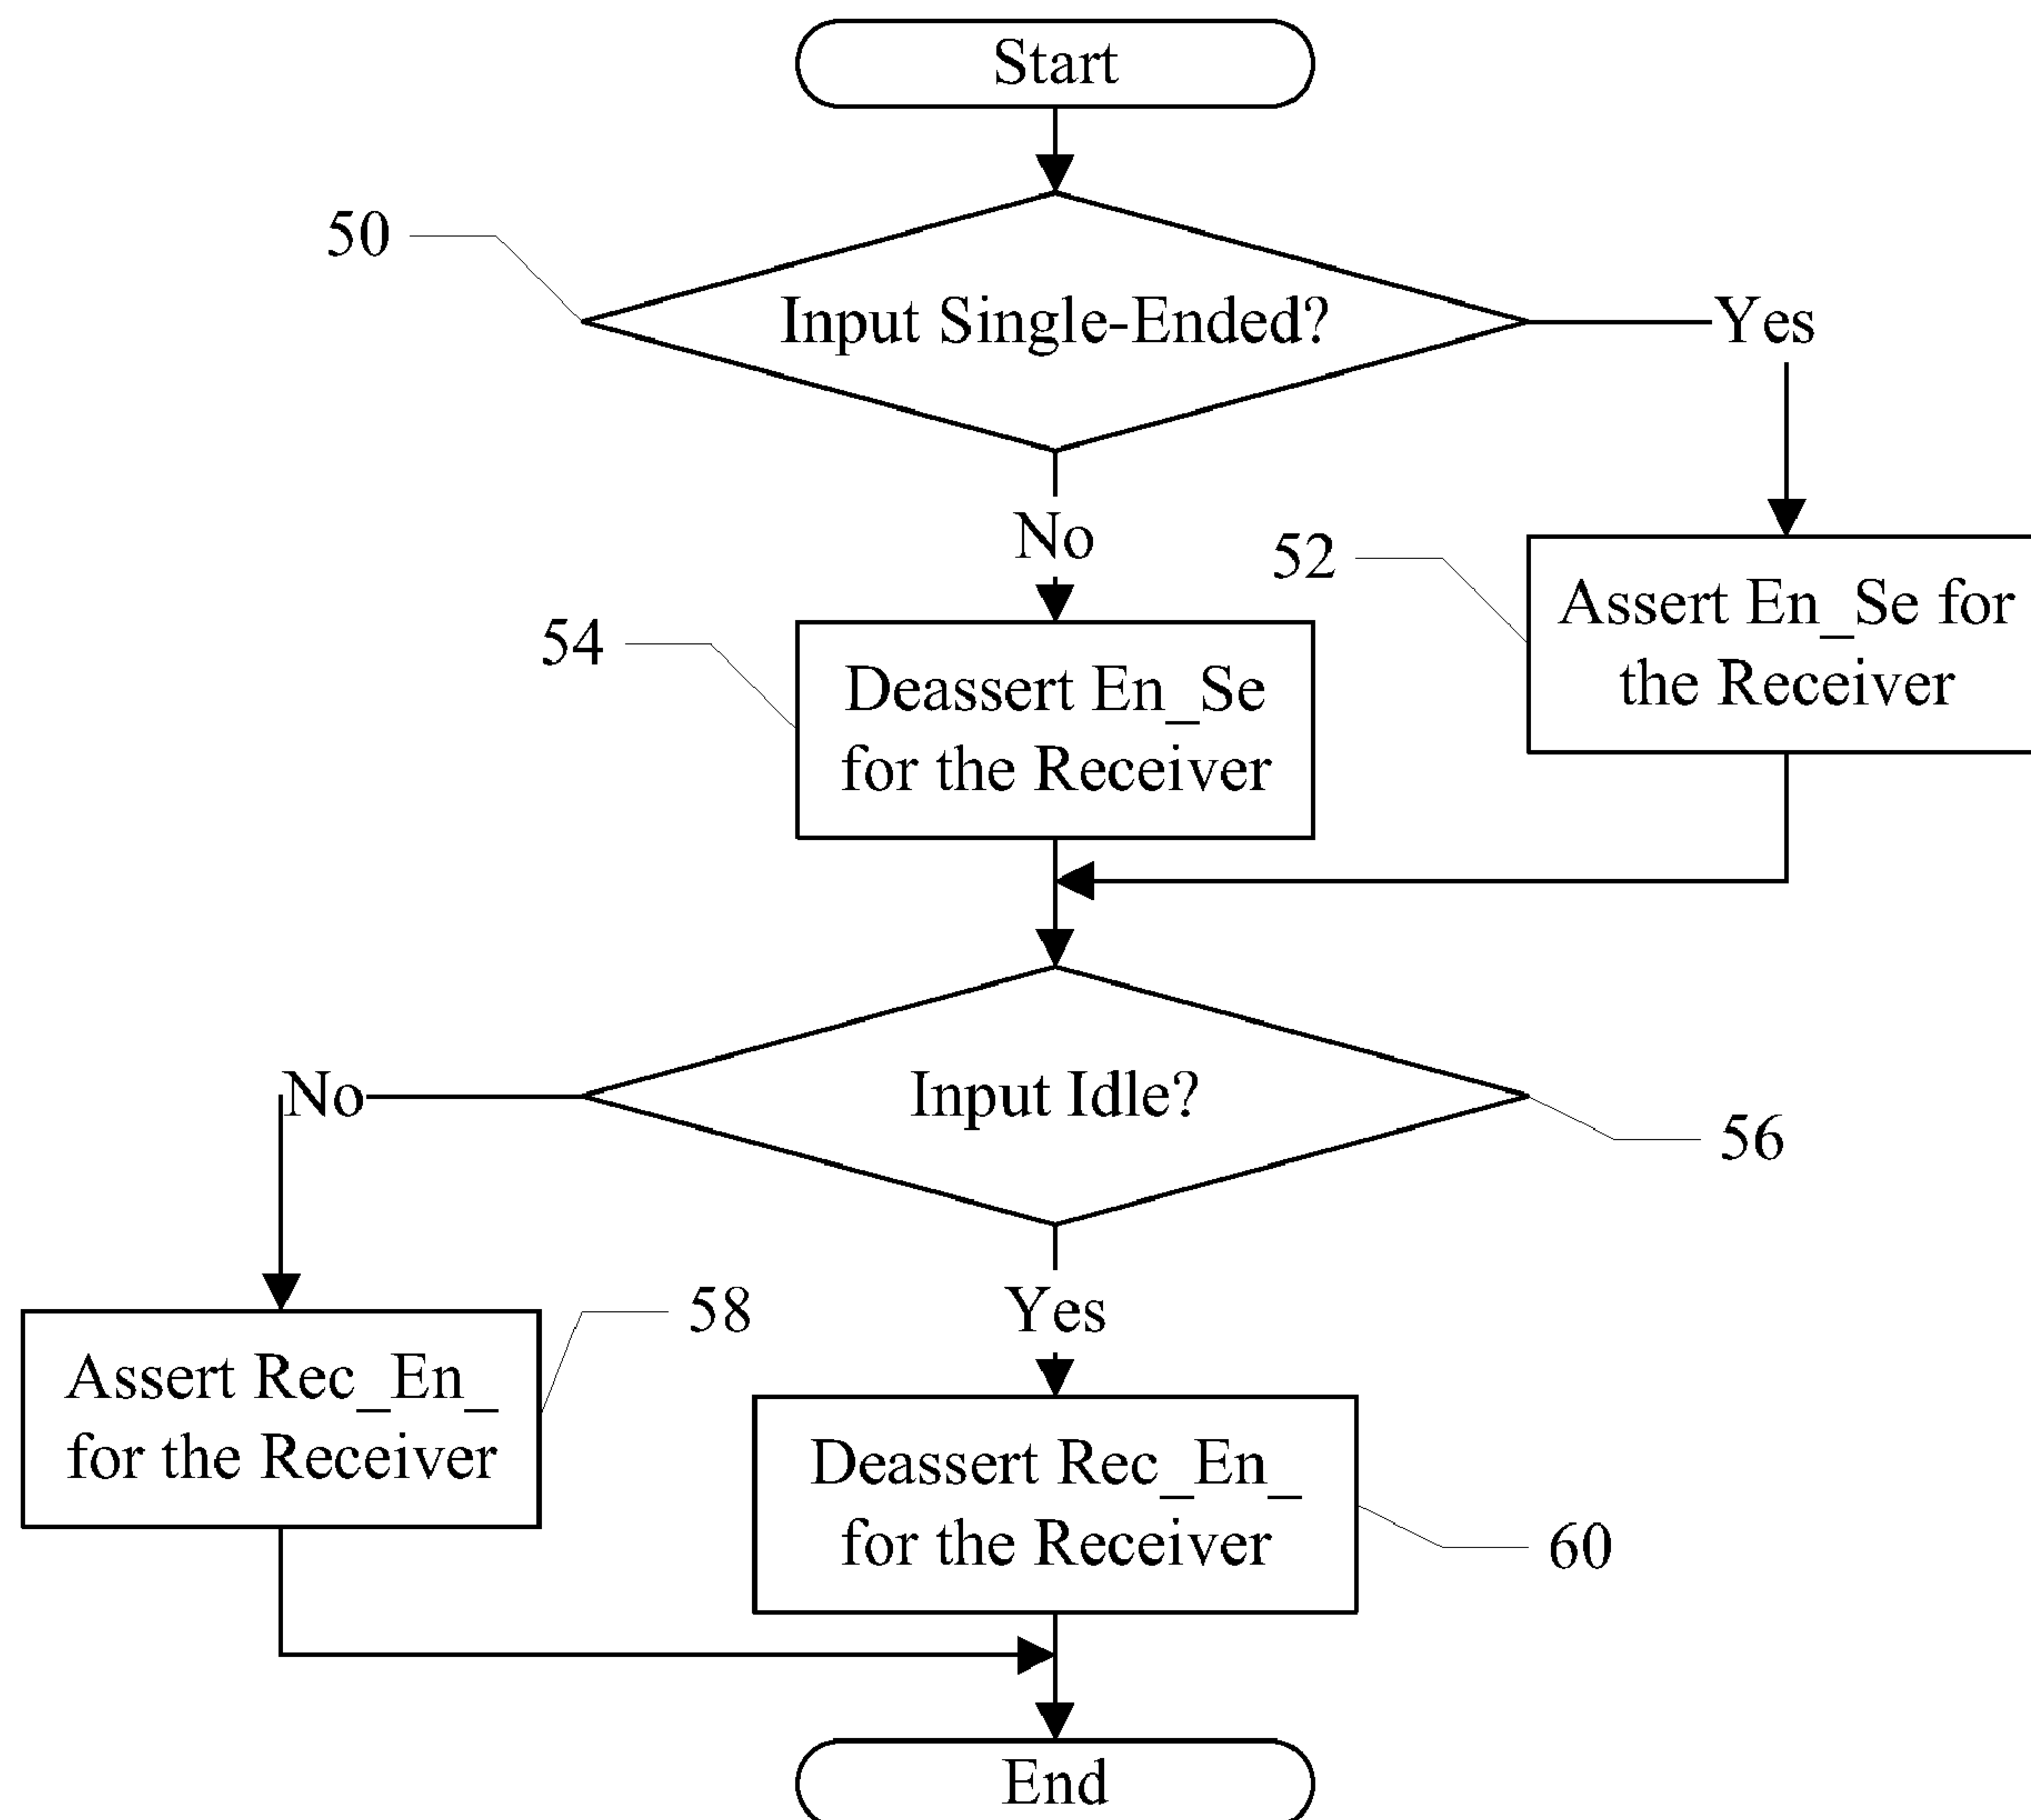 Start
50
Input Single-Ended?
Yes
No
52
Assert En_Se for
the Receiver
54
Deassert En_Se
for the Receiver
Input Idle?
No
56
Yes
58
Assert Rec_En_
for the Receiver
Deassert Rec_En_
for the Receiver
60
End